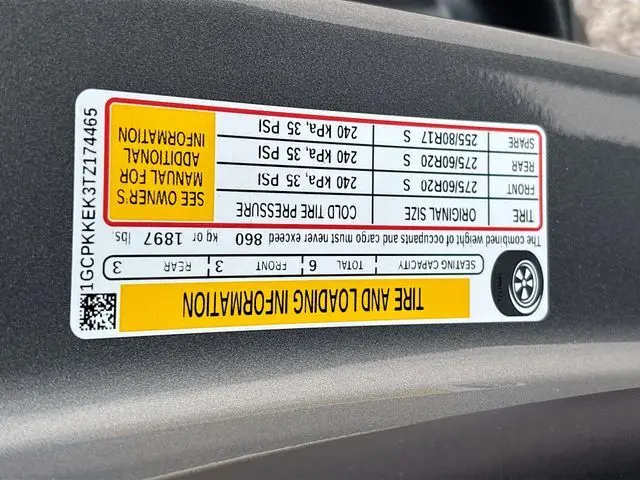 TIRE AND LOADING INFORMATION
SEATING CAPACITY TOTAL 6 FRONT 3 REAR 3
The combined weight of occupants and cargo must never exceed 860 kg or 1897 lbs.
TIRE ORIGINAL SIZE COLD TIRE PRESSURE
FRONT 275/60R20 S 240 kPa, 35 PSI
REAR 275/60R20 S 240 kPa, 35 PSI
SPARE 255/80R17 S 240 kPa, 35 PSI
SEE OWNER'S
MANUAL FOR
ADDITIONAL
INFORMATION
1GCPKKEK3TZ174465